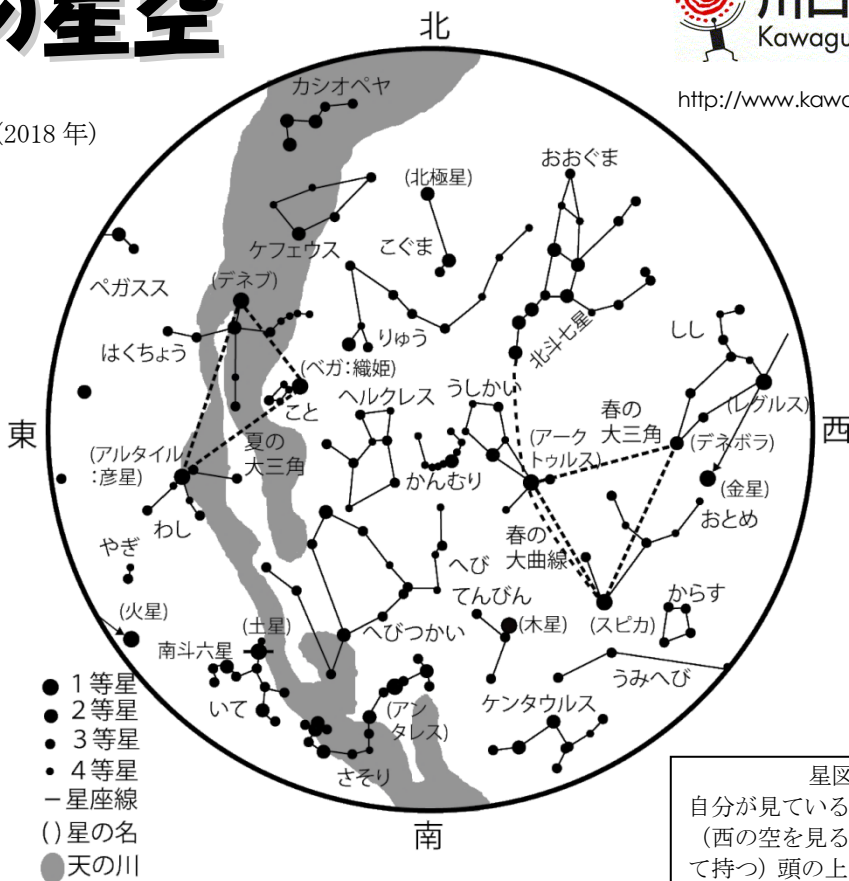 の星空
川口
Kawagu
http://www.kawa
(2018 年)
北
カシオペヤ
(北極星)
おおぐま
ケフェウス
こぐま
ペガスス
(デネブ)
りゅう
北斗七星
しし
はくちょう
(ベガ:織姫)
こと
ヘルクレス
うしかい
春の
大三角
(レグルス)
東
西
(アルタイル
:彦星)
夏の
大三角
(アーク
トゥルス)
(デネボラ)
かんむり
(金星)
わし
おとめ
やぎ
春の
大曲線
へび
てんびん
からす
(火星)
(土星)
へびつかい
(木星)
(スピカ)
南斗六星
うみへび
いて
(アン
タレス)
ケンタウルス
さそり
南
1等星
2等星
3等星
4等星
-星座線
()星の名
天の川
星図
自分が見ている
(西の空を見る
て持つ) 頭の上